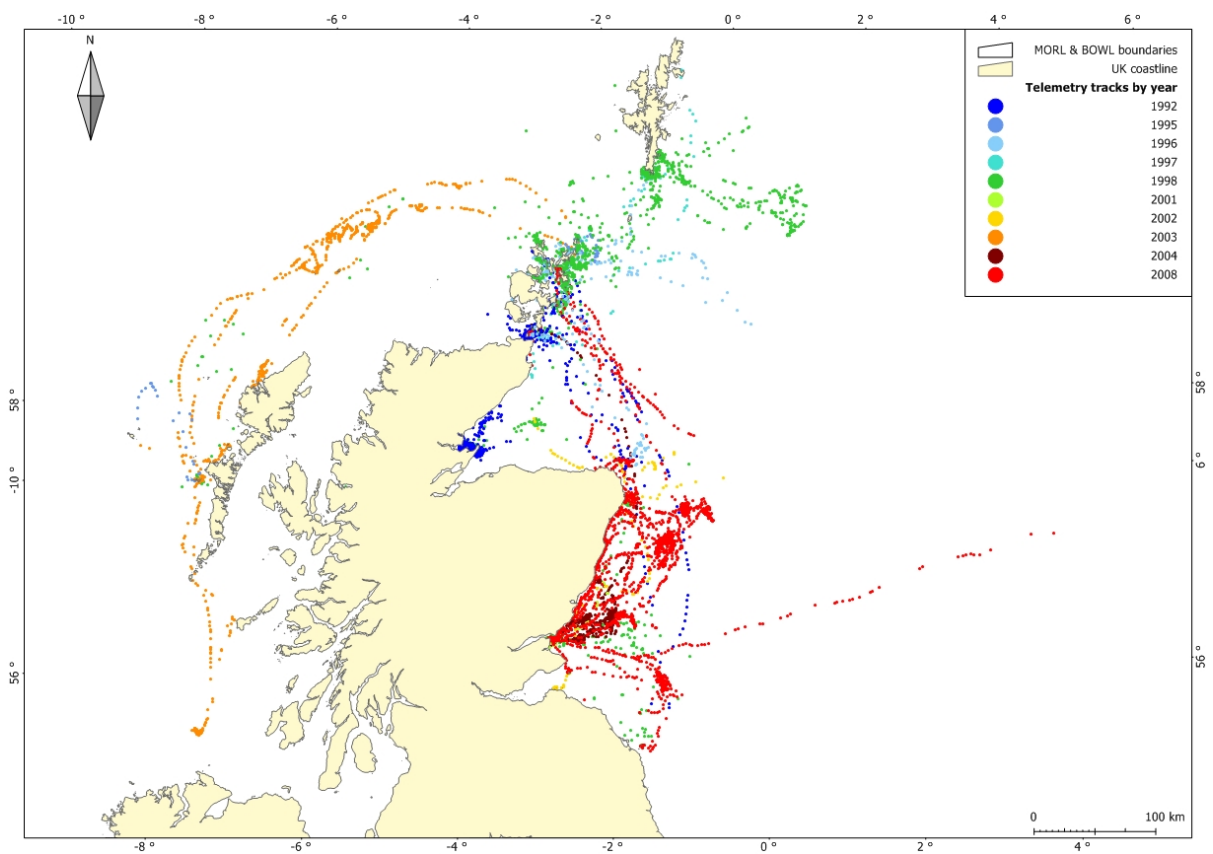 -10 ° -8 ° -6 ° -4 ° -2 ° 0 ° 2 ° 4 ° 6 °
N
MORL & BOWL boundaries
UK coastline
Telemetry tracks by year
1992
1995
1996
1997
1998
2001
2002
2003
2004
2008
58 °
58 °
-10 °
6 °
56 °
56 °
0 100 km
-8 ° -6 ° -4 ° -2 ° 0 ° 2 ° 4 °